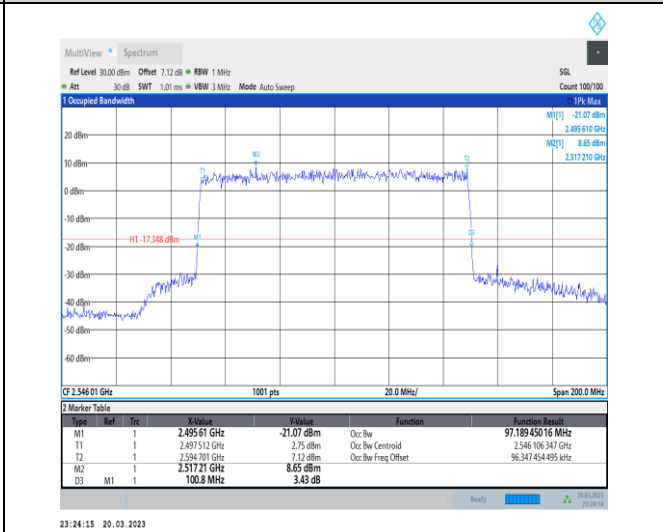 MultiView Spectrum
Ref Level 30.00 dBm Offset 7.12 dB RBW 1 MHz SGL
Att 30 dB SWT 1.01 ms VBW 3 MHz Mode Auto Sweep Count 100/100
1 Occupied Bandwidth 1Pk Max
M1[1] -21.07 dBm
2.495 610 GHz
M2[1] 8.65 dBm
2.517 210 GHz
20 dBm
M2
10 dBm
T1
0 dBm
-10 dBm
H1 -17.348 dBm
M1
D3
-20 dBm
-30 dBm
-40 dBm
-50 dBm
-60 dBm
CF 2.546 01 GHz 1001 pts 20.0 MHz/ Span 200.0 MHz
2 Marker Table
Type Ref Trc X-Value Y-Value Function Function Result
M1 1 2.495 61 GHz -21.07 dBm Occ Bw 97.189 450 16 MHz
T1 1 2.497 512 GHz 2.75 dBm Occ Bw Centroid 2.546 106 347 GHz
T2 1 2.594 701 GHz 7.12 dBm Occ Bw Freq Offset 96.347 454 495 kHz
M2 1 2.517 21 GHz 8.65 dBm
D3 M1 1 100.8 MHz 3.43 dB
Ready 20.03.2023
23:24:14
23:24:15 20.03.2023